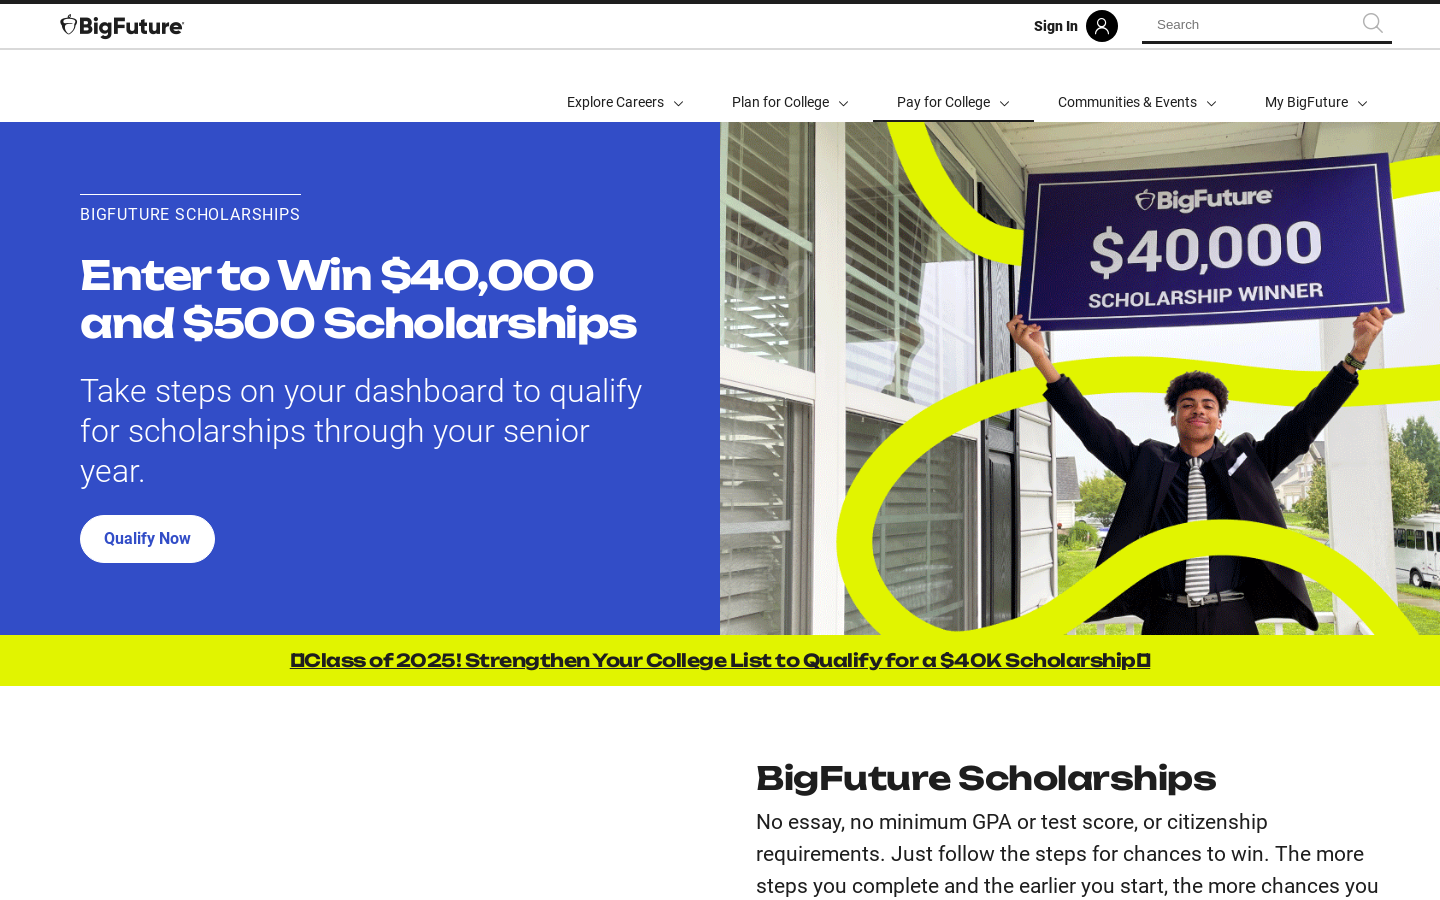 BigFuture
Sign In
Search
Explore Careers
Plan for College
Pay for College
Communities & Events
My BigFuture
BIGFUTURE SCHOLARSHIPS
Enter to Win $40,000
and $500 Scholarships
Take steps on your dashboard to qualify
for scholarships through your senior
year.
Qualify Now
BigFuture
$40,000
SCHOLARSHIP WINNER
Class of 2025! Strengthen Your College List to Qualify for a $40K Scholarship
BigFuture Scholarships
No essay, no minimum GPA or test score, or citizenship
requirements. Just follow the steps for chances to win. The more
steps you complete and the earlier you start, the more chances you